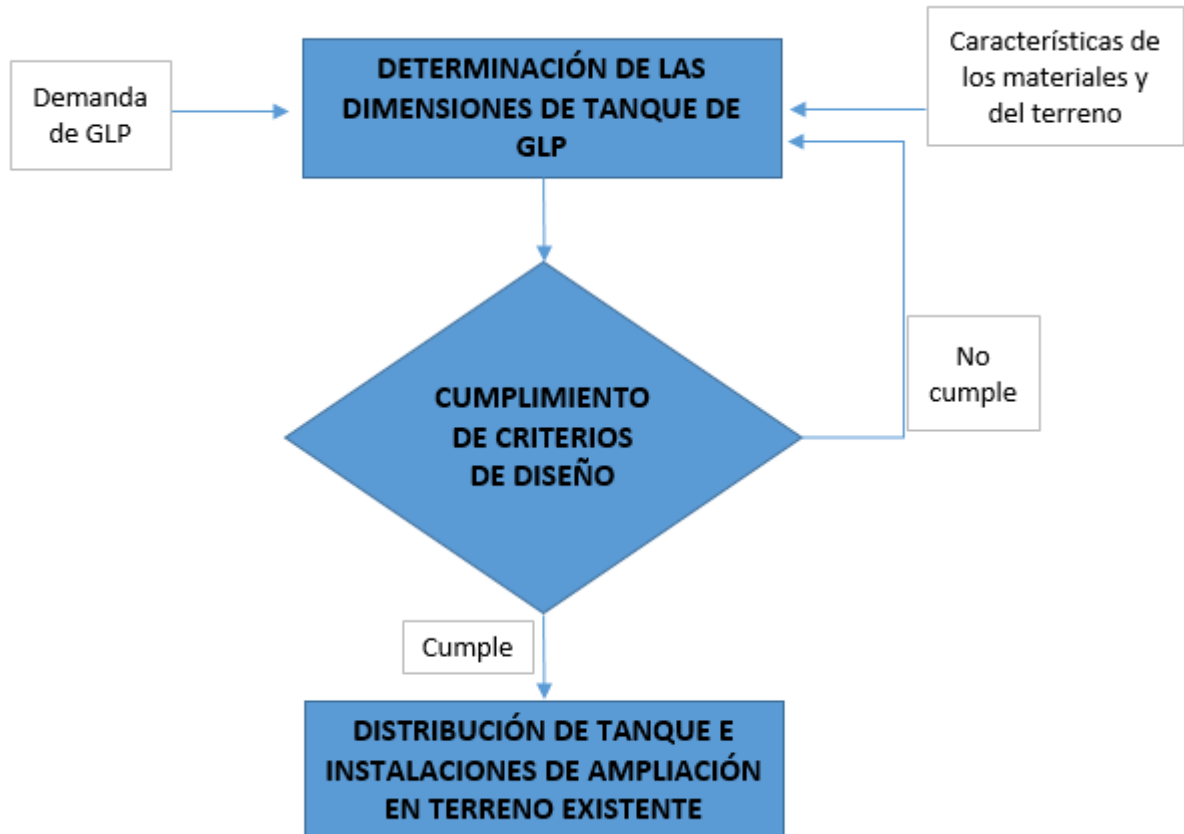 Demanda
de GLP
DETERMINACIÓN DE LAS
DIMENSIONES DE TANQUE DE
GLP
Características de
los materiales y
del terreno
CUMPLIMIENTO
DE CRITERIOS
DE DISEÑO
No
cumple
Cumple
DISTRIBUCIÓN DE TANQUE E
INSTALACIONES DE AMPLIACIÓN
EN TERRENO EXISTENTE